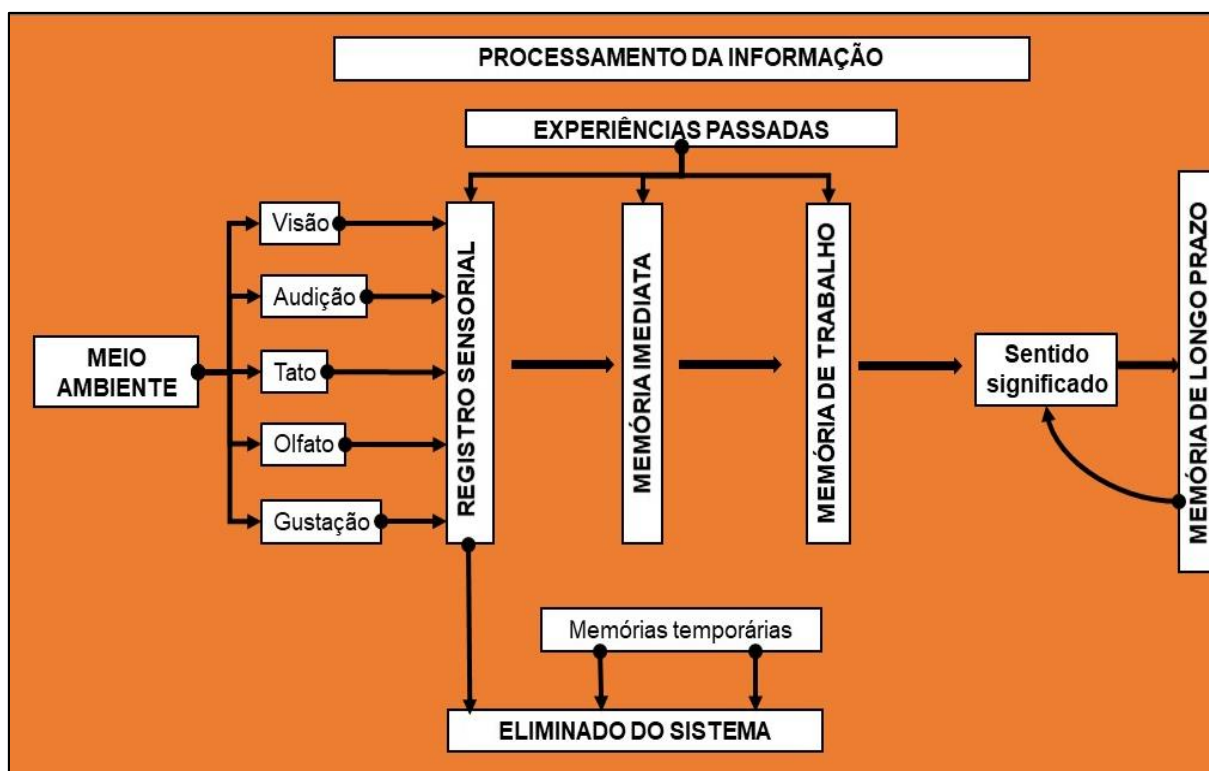 PROCESSAMENTO DA INFORMAÇÃO
EXPERIÊNCIAS PASSADAS
MEIO
AMBIENTE
Visão
Audição
Tato
Olfato
Gustação
REGISTRO SENSORIAL
MEMÓRIA IMEDIATA
MEMÓRIA DE TRABALHO
Sentido
significado
MEMÓRIA DE LONGO PRAZO
Memórias temporárias
ELIMINADO DO SISTEMA